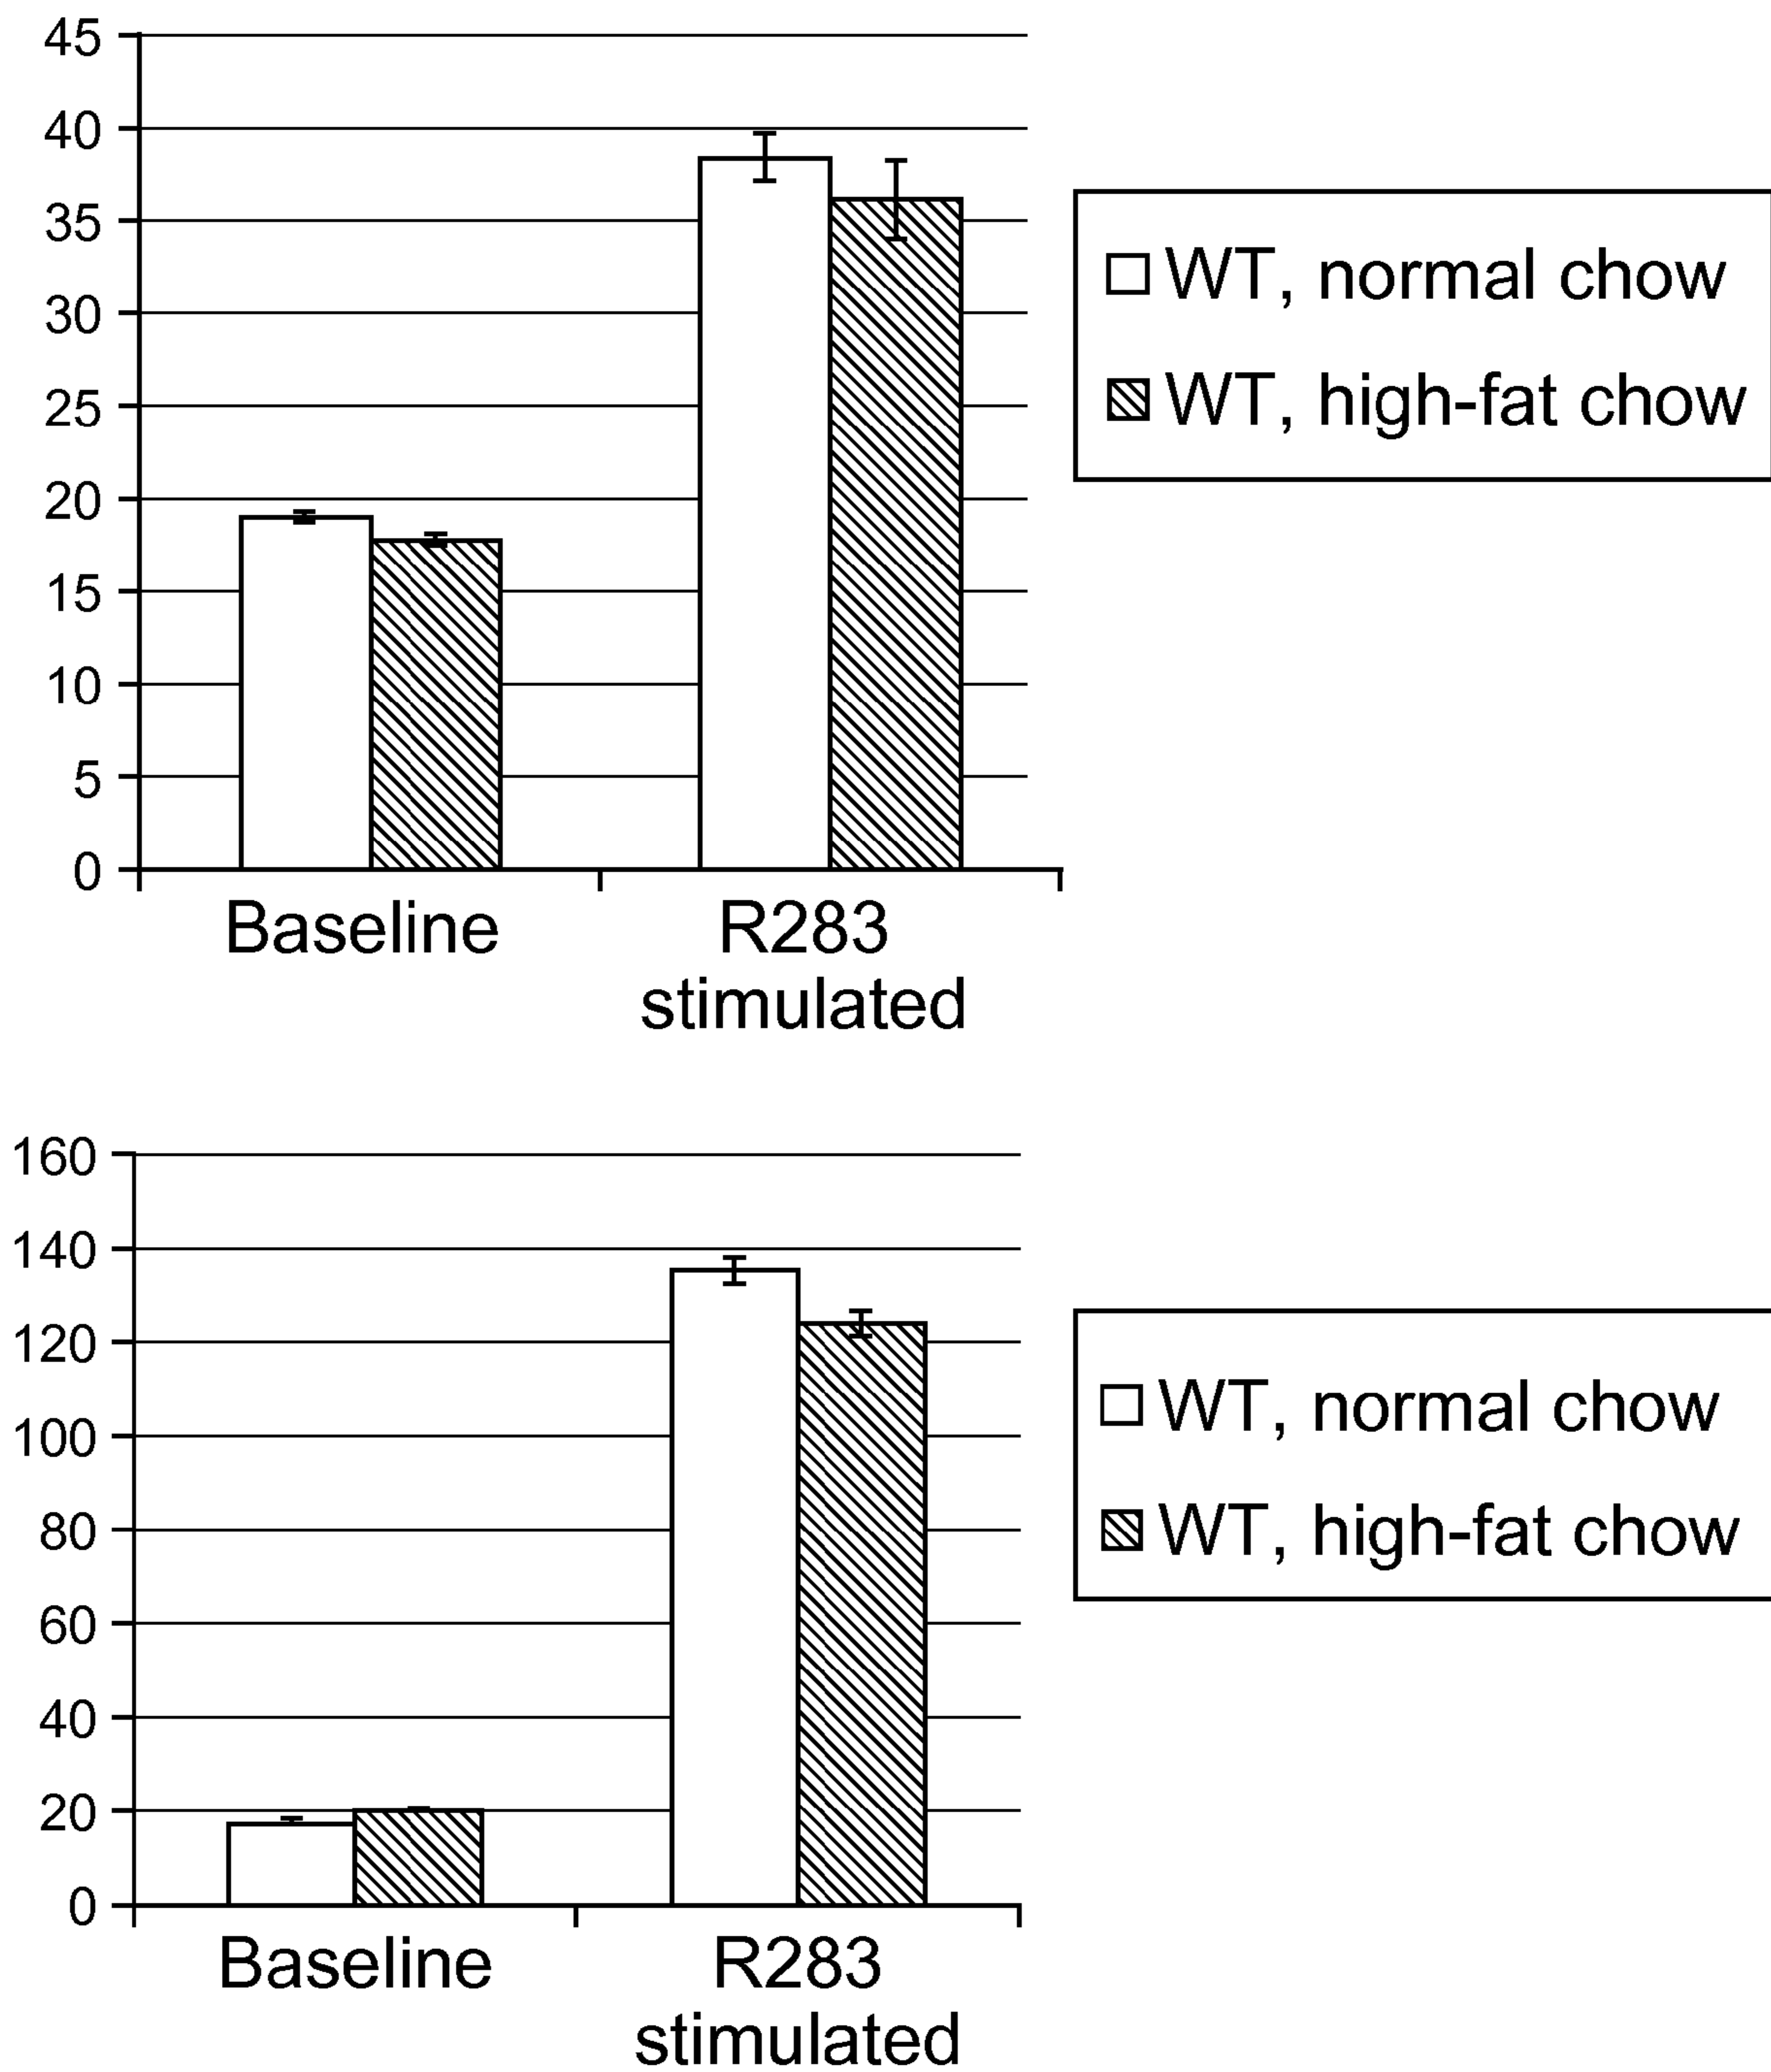 45
40
35
30
25
20
15
10
5
0
Baseline
R283
stimulated
WT, normal chow
WT, high-fat chow
160
140
120
100
80
60
40
20
0
Baseline
R283
stimulated
WT, normal chow
WT, high-fat chow